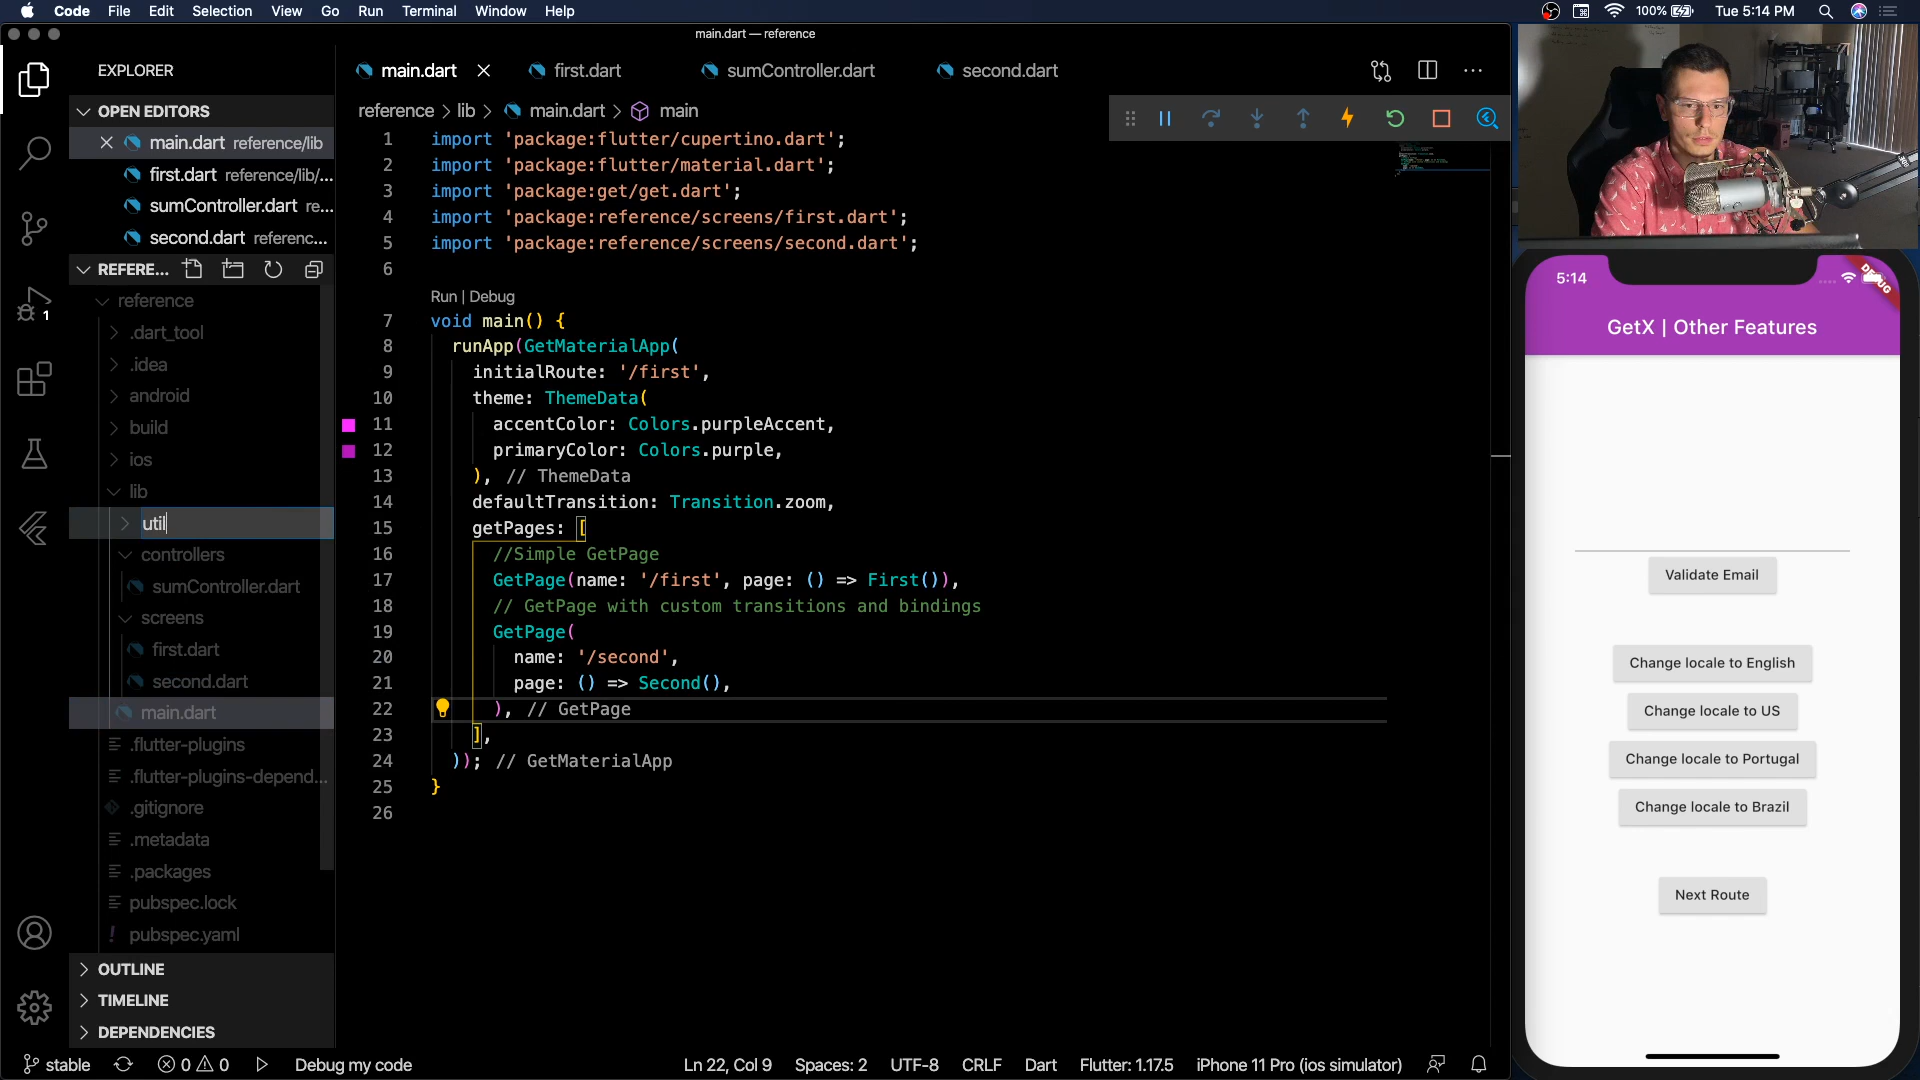 Code File Edit Selection View Go Run Terminal Window Help
100% Tue 5:14 PM
main.dart — reference
EXPLORER
OPEN EDITORS
main.dart reference/lib
first.dart reference/lib/...
sumController.dart re...
second.dart referenc...
REFERE...
reference
.dart_tool
.idea
android
build
ios
lib
util
controllers
sumController.dart
screens
first.dart
second.dart
main.dart
.flutter-plugins
.flutter-plugins-depend...
.gitignore
.metadata
.packages
pubspec.lock
pubspec.yaml
OUTLINE
TIMELINE
DEPENDENCIES
main.dart first.dart sumController.dart second.dart
reference > lib > main.dart > main
1 import 'package:flutter/cupertino.dart';
2 import 'package:flutter/material.dart';
3 import 'package:get/get.dart';
4 import 'package:reference/screens/first.dart';
5 import 'package:reference/screens/second.dart';
6
Run | Debug
7 void main() {
8 runApp(GetMaterialApp(
9 initialRoute: '/first',
10 theme: ThemeData(
11 accentColor: Colors.purpleAccent,
12 primaryColor: Colors.purple,
13 ), // ThemeData
14 defaultTransition: Transition.zoom,
15 getPages: [
16 //Simple GetPage
17 GetPage(name: '/first', page: () => First()),
18 // GetPage with custom transitions and bindings
19 GetPage(
20 name: '/second',
21 page: () => Second(),
22 ), // GetPage
23 ],
24 )); // GetMaterialApp
25 }
26
5:14
DEBUG
GetX | Other Features
Validate Email
Change locale to English
Change locale to US
Change locale to Portugal
Change locale to Brazil
Next Route
1
stable 0 0 Debug my code Ln 22, Col 9 Spaces: 2 UTF-8 CRLF Dart Flutter: 1.17.5 iPhone 11 Pro (ios simulator)